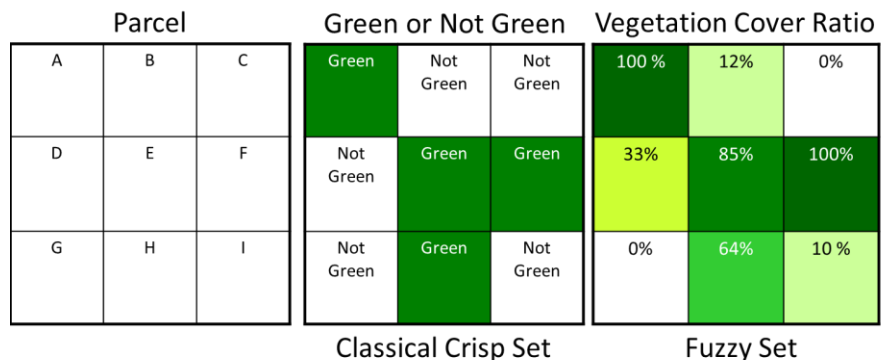 Parcel
Green or Not Green
Vegetation Cover Ratio
A
B
C
Green
Not
Green
Not
Green
100 %
12%
0%
D
E
F
Not
Green
Green
Green
33%
85%
100%
G
H
I
Not
Green
Green
Not
Green
0%
64%
10 %
Classical Crisp Set
Fuzzy Set